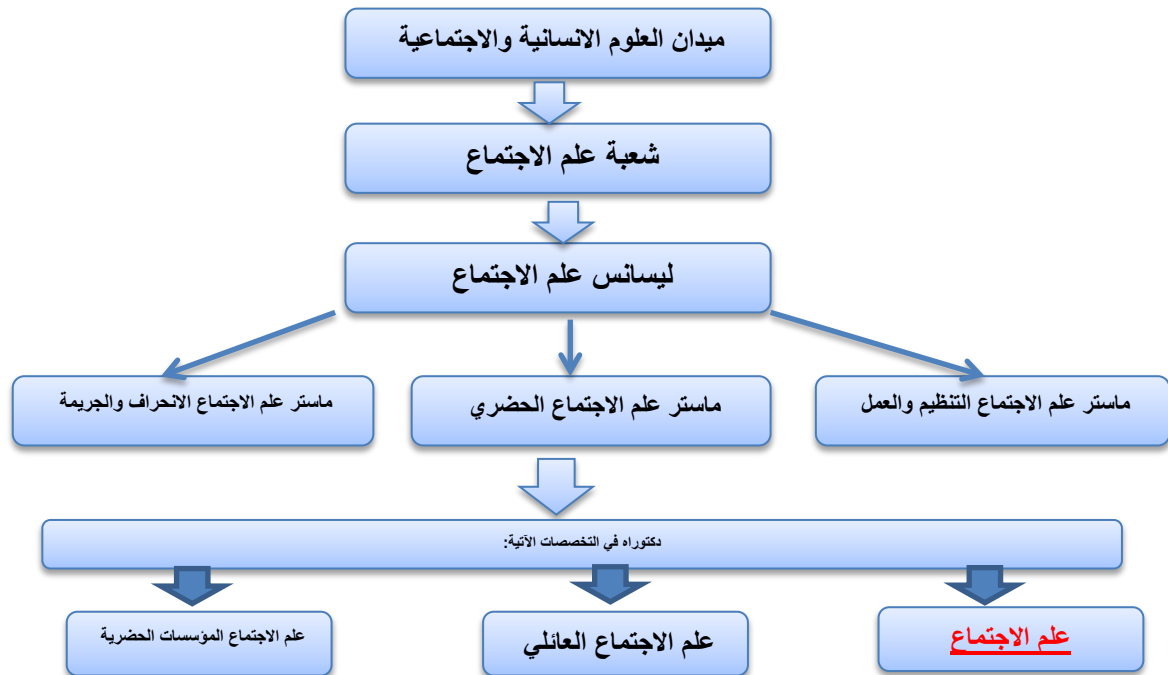 ميدان العلوم الانسانية والاجتماعية
شعبة علم الاجتماع
ليسانس علم الاجتماع
ماستر علم الاجتماع التنظيم والعمل
ماستر علم الاجتماع الحضري
ماستر علم الاجتماع الانحراف والجريمة
دكتوراه في التخصصات الآتية:
علم الاجتماع
علم الاجتماع العائلي
علم الاجتماع المؤسسات الحضرية